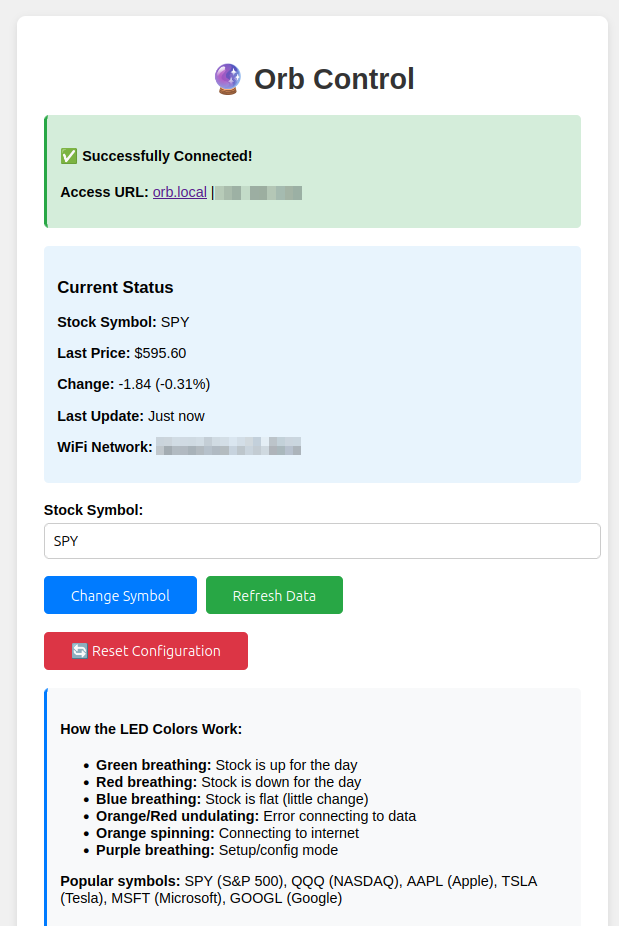 🔮 Orb Control
✅ Successfully Connected!
Access URL: orb.local |
Current Status
Stock Symbol: SPY
Last Price: $595.60
Change: -1.84 (-0.31%)
Last Update: Just now
WiFi Network:
Stock Symbol:
SPY
Change Symbol
Refresh Data
🔄 Reset Configuration
How the LED Colors Work:
• Green breathing: Stock is up for the day
• Red breathing: Stock is down for the day
• Blue breathing: Stock is flat (little change)
• Orange/Red undulating: Error connecting to data
• Orange spinning: Connecting to internet
• Purple breathing: Setup/config mode
Popular symbols: SPY (S&P 500), QQQ (NASDAQ), AAPL (Apple), TSLA
(Tesla), MSFT (Microsoft), GOOGL (Google)